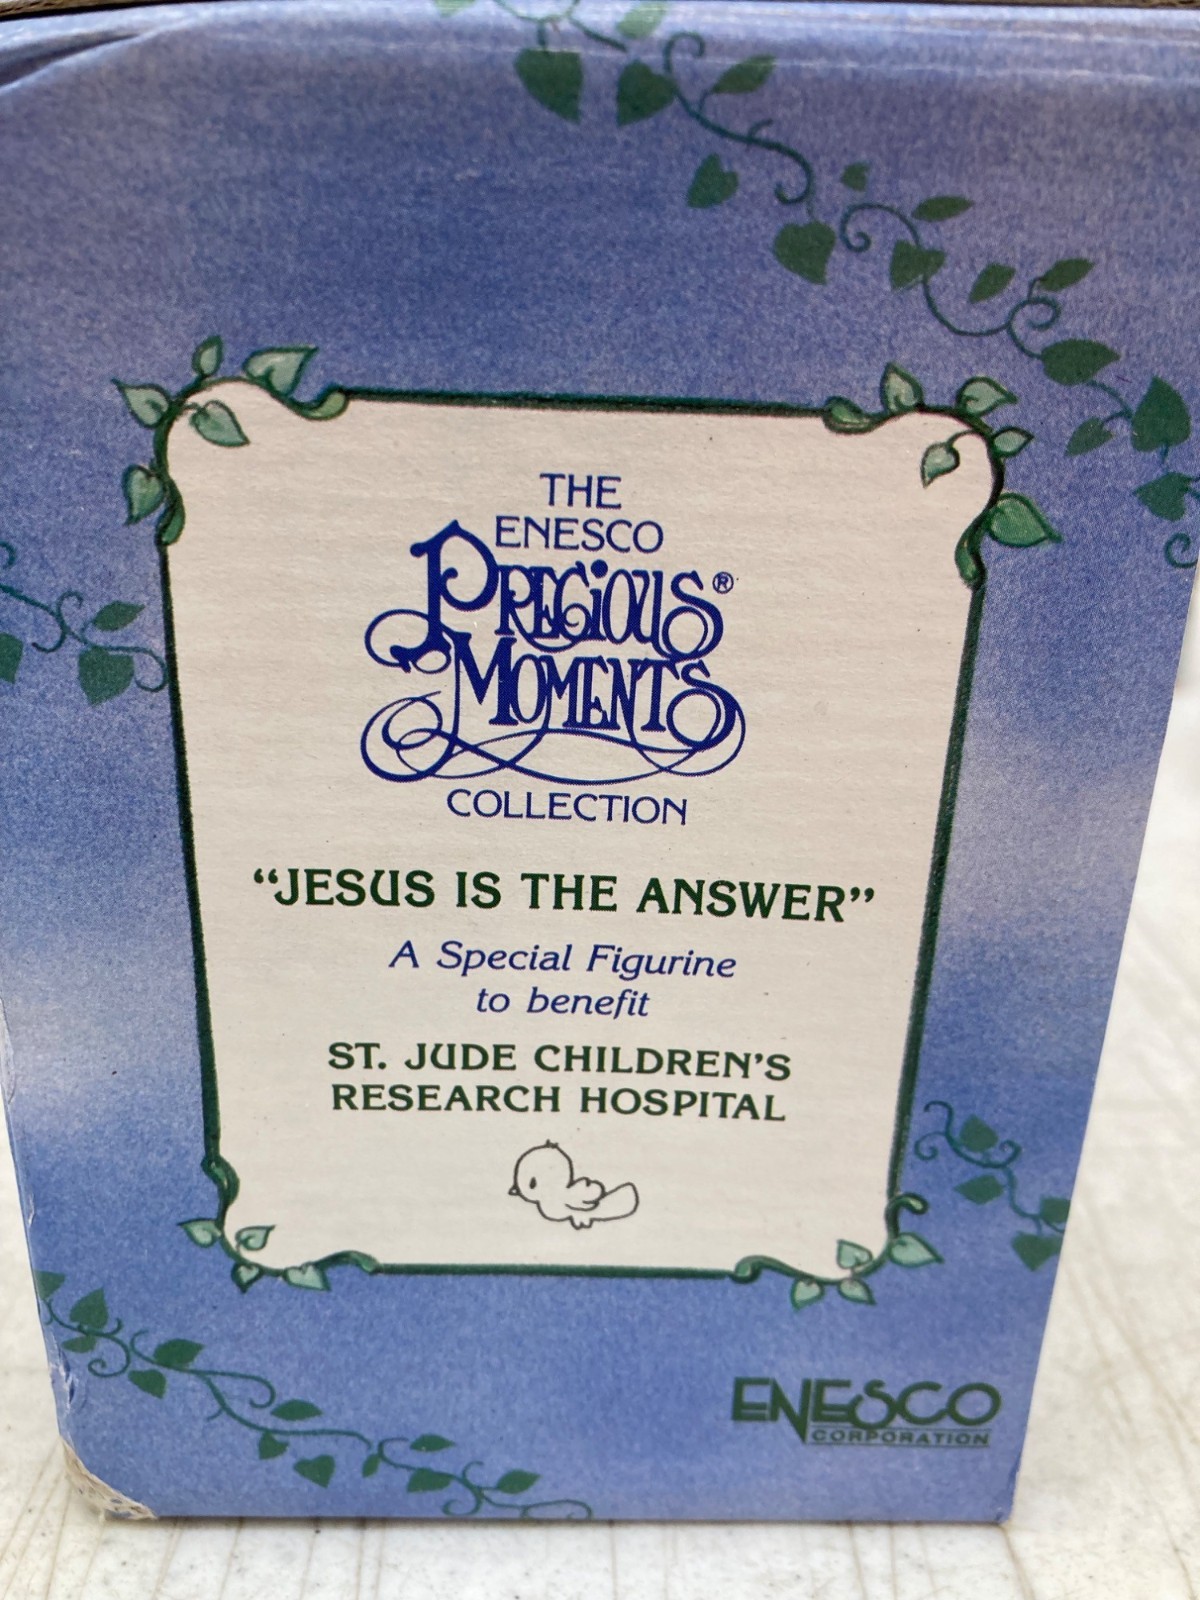 THE
ENESCO
PRECIOUS®
MOMENTS
COLLECTION
“JESUS IS THE ANSWER”
A Special Figurine
to benefit
ST. JUDE CHILDREN'S
RESEARCH HOSPITAL
ENESCO
CORPORATION